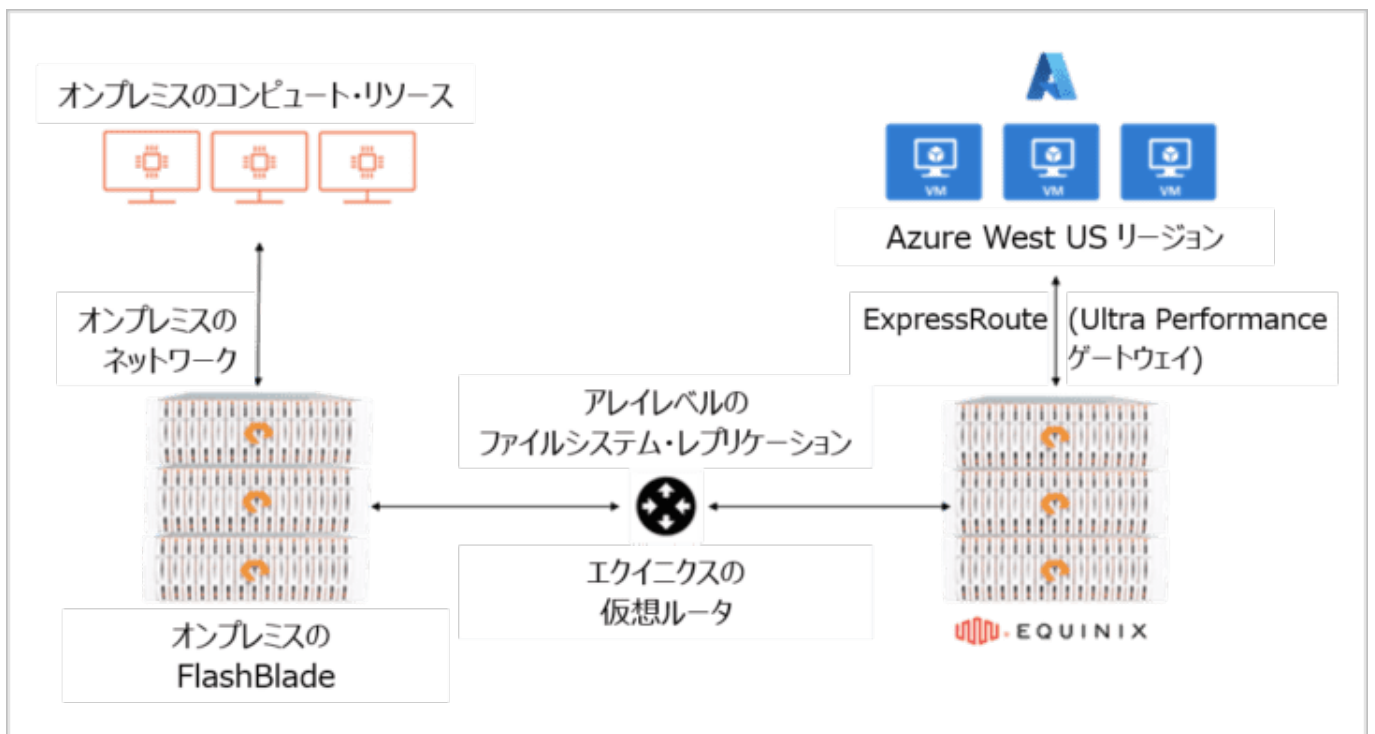 オンプレミスのコンピュート・リソース
VM
VM
VM
Azure West US リージョン
オンプレミスの
ネットワーク
ExpressRoute
(Ultra Performance
ゲートウェイ)
アレイレベルの
ファイルシステム・レプリケーション
エクイニクスの
仮想ルータ
オンプレミスの
FlashBlade
EQUINIX